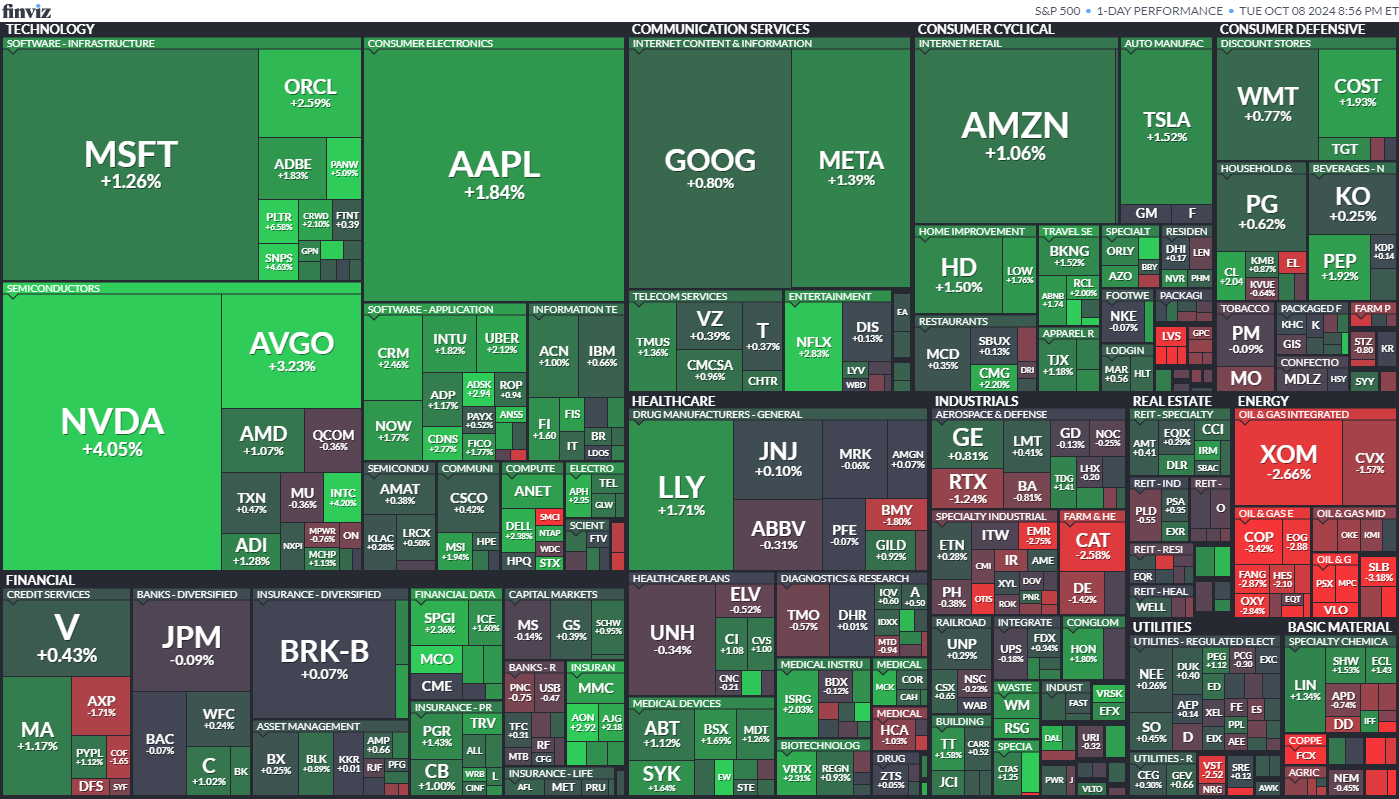 finviz
S&P 500 • 1-DAY PERFORMANCE • TUE OCT 08 2024 8:56 PM ET
TECHNOLOGY
SOFTWARE - INFRASTRUCTURE
MSFT
+1.26%
ORCL
+2.59%
ADBE
+1.83%
PANW
+5.09%
PLTR
+6.58%
CRWD
+2.10%
FTNT
+0.39
SNPS
+4.63%
GPN
CONSUMER ELECTRONICS
AAPL
+1.84%
SEMICONDUCTORS
NVDA
+4.05%
AVGO
+3.23%
AMD
+1.07%
QCOM
-0.36%
TXN
+0.47%
MU
-0.36%
INTC
+4.20%
ADI
+1.28%
NXPI
MPWR
-0.76%
ON
MCHP
+1.13%
SOFTWARE - APPLICATION
CRM
+2.46%
INTU
+1.82%
UBER
+2.12%
NOW
+1.77%
ADP
+1.17%
ADSK
+2.94
ROP
+0.94
PAYX
+0.52%
ANSS
CDNS
+2.77%
FICO
+1.77%
INFORMATION TE
ACN
+1.00%
IBM
+0.66%
FI
+1.60
FIS
IT
BR
LDOS
SEMICONDU
AMAT
+0.38%
KLAC
+0.28%
LRCX
+0.50%
COMMUNI
CSCO
+0.42%
MSI
+1.94%
HPE
COMPUTE
ANET
DELL
+2.38%
SMCI
NTAP
WDC
HPQ
STX
ELECTRO
APH
+2.35
TEL
GLW
SCIENT
FTV
COMMUNICATION SERVICES
INTERNET CONTENT & INFORMATION
GOOG
+0.80%
META
+1.39%
TELECOM SERVICES
TMUS
+1.36%
VZ
+0.39%
T
+0.37%
CMCSA
+0.96%
CHTR
ENTERTAINMENT
NFLX
+2.83%
DIS
+0.13%
LYV
WBD
EA
CONSUMER CYCLICAL
INTERNET RETAIL
AMZN
+1.06%
AUTO MANUFAC
TSLA
+1.52%
GM
F
HOME IMPROVEMENT
HD
+1.50%
LOW
+1.76%
TRAVEL SE
BKNG
+1.52%
ABNB
+1.74
RCL
+2.00%
SPECIALT
ORLY
AZO
BBY
RESIDEN
DHI
+0.17
LEN
NVR
PHM
RESTAURANTS
MCD
+0.35%
SBUX
+0.13%
CMG
+2.20%
DRI
APPAREL R
TJX
+1.18%
FOOTWE
NKE
-0.07%
LODGIN
MAR
+0.56
HLT
PACKAGI
LVS
GPC
CONSUMER DEFENSIVE
DISCOUNT STORES
WMT
+0.77%
COST
+1.93%
TGT
HOUSEHOLD &
PG
+0.62%
CL
+2.04
KMB
+0.87%
EL
KVUE
-0.64%
BEVERAGES - N
KO
+0.25%
PEP
+1.92%
KDP
+0.14
TOBACCO
PM
-0.09%
MO
PACKAGED F
KHC
K
GIS
CONFECTIO
MDLZ
HSY
FARM P
STZ
-0.80
KR
SYY
HEALTHCARE
DRUG MANUFACTURERS - GENERAL
LLY
+1.71%
JNJ
+0.10%
MRK
-0.06%
AMGN
+0.07%
ABBV
-0.31%
PFE
-0.07%
BMY
-1.80%
GILD
+0.92%
HEALTHCARE PLANS
UNH
-0.34%
ELV
-0.52%
CI
+1.08
CVS
+1.00
CNC
-0.21
DIAGNOSTICS & RESEARCH
TMO
-0.57%
DHR
+0.01%
IQV
+0.60
A
+0.50
IDXX
MTD
-0.94
MEDICAL INSTRU
ISRG
+2.03%
BDX
-0.12%
MEDICAL
MCK
COR
CAH
MEDICAL DEVICES
ABT
+1.12%
BSX
+1.69%
MDT
+1.26%
SYK
+1.64%
EW
STE
BIOTECHNOLOG
VRTX
+2.31%
REGN
+0.93%
MEDICAL
HCA
-1.03%
DRUG
ZTS
+0.05%
INDUSTRIALS
AEROSPACE & DEFENSE
GE
+0.81%
LMT
+0.41%
GD
-0.13%
NOC
-0.25%
RTX
-1.24%
BA
-0.81%
TDG
+1.41
LHX
+0.20
SPECIALTY INDUSTRIAL
ETN
+0.28%
ITW
EMR
-2.75%
CMI
IR
AME
PH
-0.38%
OTIS
XYL
DOV
ROK
PNR
FARM & HE
CAT
-2.58%
DE
-1.42%
RAILROAD
UNP
+0.29%
CSX
+0.65
NSC
-0.23%
WAB
INTEGRATE
UPS
-0.18%
FDX
+0.34%
CONGLOM
HON
+1.80%
BUILDING
TT
+1.58%
CARR
+0.52
JCI
WASTE
WM
RSG
INDUST
FAST
VRSK
EFX
SPECIA
CTAS
+1.25
DAL
URI
-0.32
PWR
J
VLTO
REAL ESTATE
REIT - SPECIALTY
AMT
+0.41
EQIX
+0.29%
CCI
IRM
DLR
SBAC
REIT - IND
PLD
-0.55
PSA
+0.35
EXR
REIT -
O
REIT - RESI
EQR
REIT - HEAL
WELL
ENERGY
OIL & GAS INTEGRATED
XOM
-2.66%
CVX
-1.57%
OIL & GAS E
COP
-3.42%
EOG
-2.88
FANG
-2.87%
HES
-2.10
OXY
-2.84%
EQT
OIL & GAS MID
OKE
KMI
OIL & G
PSX
MPC
VLO
SLB
-3.18%
UTILITIES
UTILITIES - REGULATED ELECT
NEE
+0.26%
DUK
+0.40
PEG
+1.12
PCG
-0.30
EXC
ED
SO
+0.45%
AEP
+0.14
XEL
FE
ES
D
PPL
EIX
AEE
UTILITIES - R
CEG
+0.30%
GEV
+0.66
VST
-2.52
NRG
SRE
+0.12
AWK
BASIC MATERIAL
SPECIALTY CHEMICA
LIN
+1.34%
SHW
+1.53%
ECL
+1.43
APD
-0.74%
DD
IFF
COPPE
FCX
AGRIC
NEM
-0.45%
FINANCIAL
CREDIT SERVICES
V
+0.43%
MA
+1.17%
AXP
-1.71%
PYPL
+1.12%
COF
-1.65
DFS
SYF
BANKS - DIVERSIFIED
JPM
-0.09%
BAC
-0.07%
WFC
+0.24%
C
+1.02%
BK
INSURANCE - DIVERSIFIED
BRK-B
+0.07%
ASSET MANAGEMENT
BX
+0.25%
BLK
+0.89%
KKR
+0.01
AMP
+0.66
RJF
PFG
FINANCIAL DATA
SPGI
+2.36%
ICE
+1.60%
MCO
CME
INSURANCE - PR
PGR
+1.43%
TRV
ALL
CB
+1.00%
WRB
L
CINF
CAPITAL MARKETS
MS
-0.14%
GS
+0.39%
SCHW
+0.95%
BANKS - R
PNC
-0.75
USB
-0.47
TFC
+0.31
RF
MTB
CFG
INSURAN
MMC
AON
+2.92
AJG
+2.18
INSURANCE - LIFE
AFL
MET
PRU